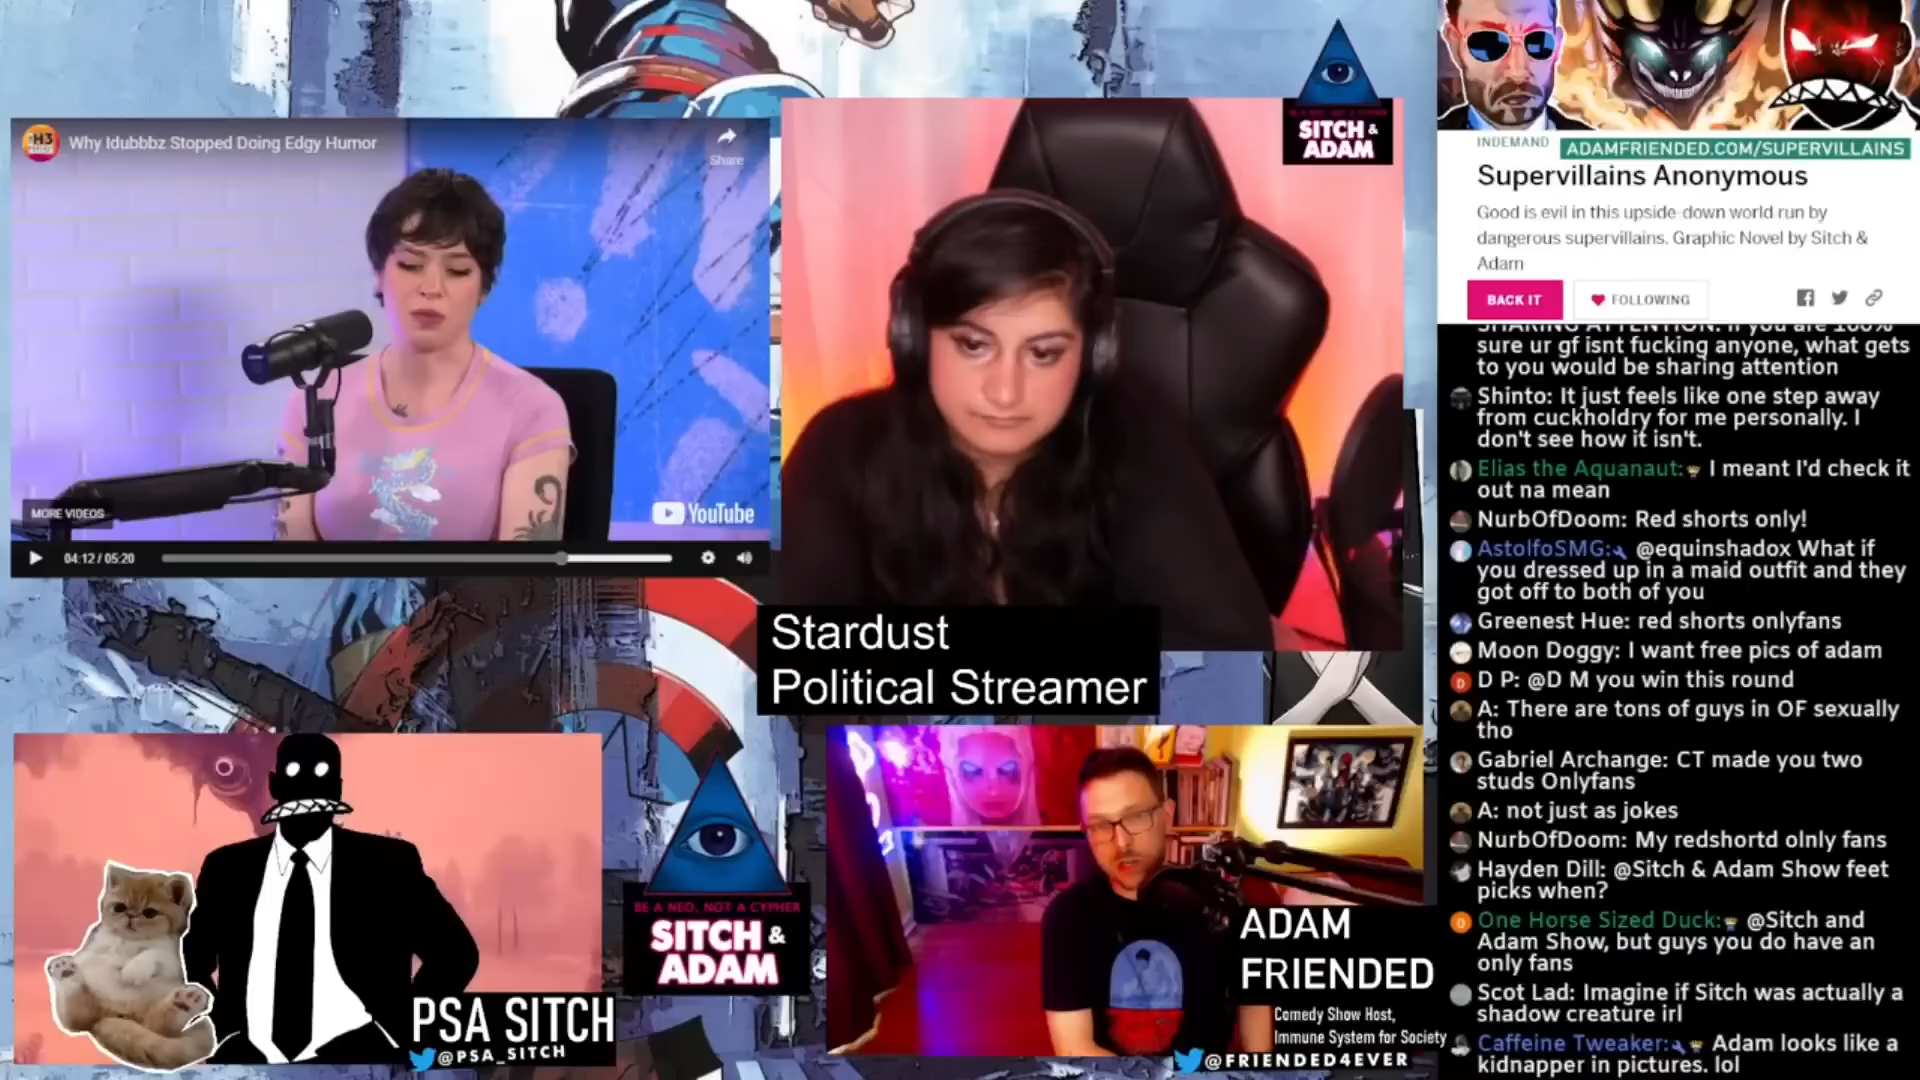 H3
Why Idubbbz Stopped Doing Edgy Humor
Share
MORE VIDEOS
YouTube
04:12 / 05:20
SITCH &
ADAM
Stardust
Political Streamer
PSA SITCH
@PSA_SITCH
BE A NEO, NOT A CYPHER
SITCH &
ADAM
ADAM
FRIENDED
Comedy Show Host,
Immune System for Society
@FRIENDED4EVER
INDEMAND
ADAMFRIENDED.COM/SUPERVILLAINS
Supervillains Anonymous
Good is evil in this upside-down world run by
dangerous supervillains. Graphic Novel by Sitch &
Adam
BACK IT
FOLLOWING
SHARING ATTENTION. If you are 100%
sure ur gf isnt fucking anyone, what gets
to you would be sharing attention
Shinto: It just feels like one step away
from cuckholdry for me personally. I
don't see how it isn't.
Elias the Aquanaut: I meant I'd check it
out na mean
NurbOfDoom: Red shorts only!
AstolfoSMG: @equinshadox What if
you dressed up in a maid outfit and they
got off to both of you
Greenest Hue: red shorts onlyfans
Moon Doggy: I want free pics of adam
D P: @D M you win this round
A: There are tons of guys in OF sexually
tho
Gabriel Archange: CT made you two
studs Onlyfans
A: not just as jokes
NurbOfDoom: My redshortd olnly fans
Hayden Dill: @Sitch & Adam Show feet
picks when?
One Horse Sized Duck: @Sitch and
Adam Show, but guys you do have an
only fans
Scot Lad: Imagine if Sitch was actually a
shadow creature irl
Caffeine Tweaker: Adam looks like a
kidnapper in pictures. lol